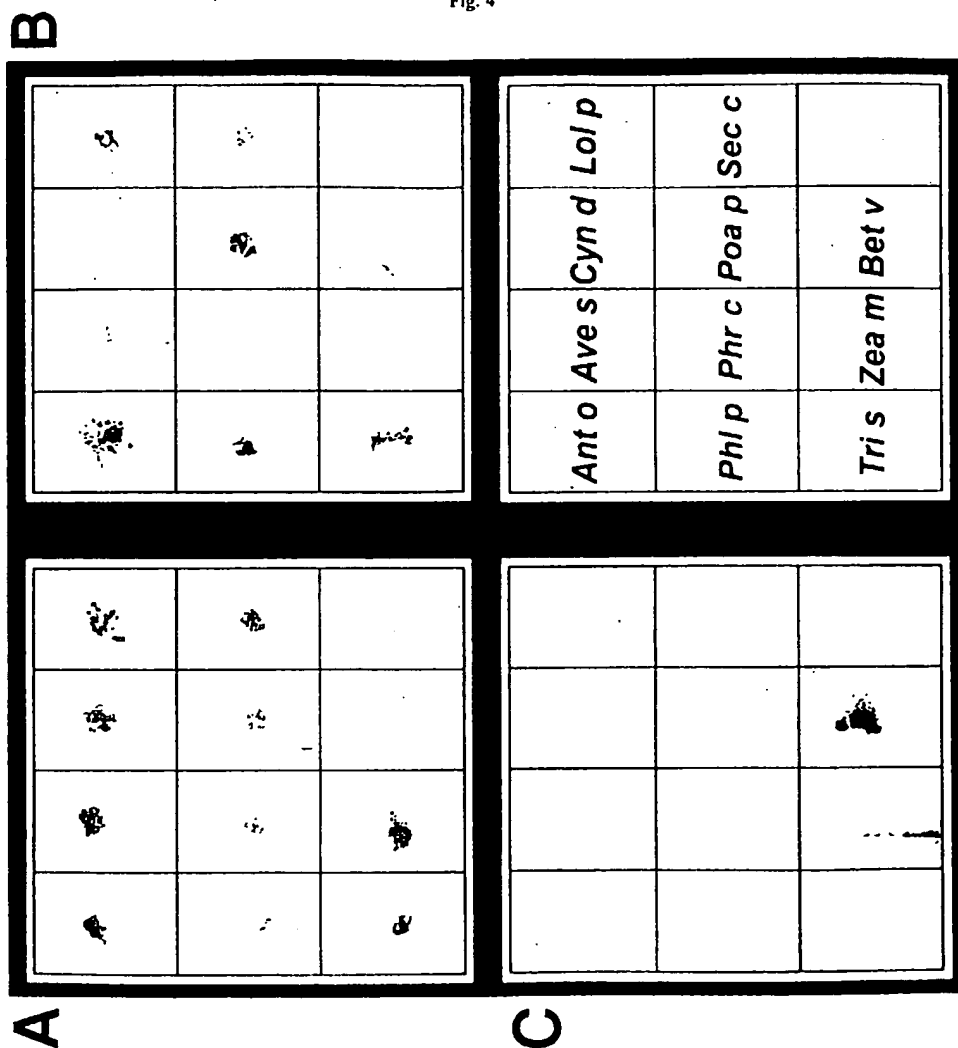 Fig. 4
A
B
C
Ant o Ave s Cyn d Lol p
Phl p Phr c Poa p Sec c
Tri s Zea m Bet v